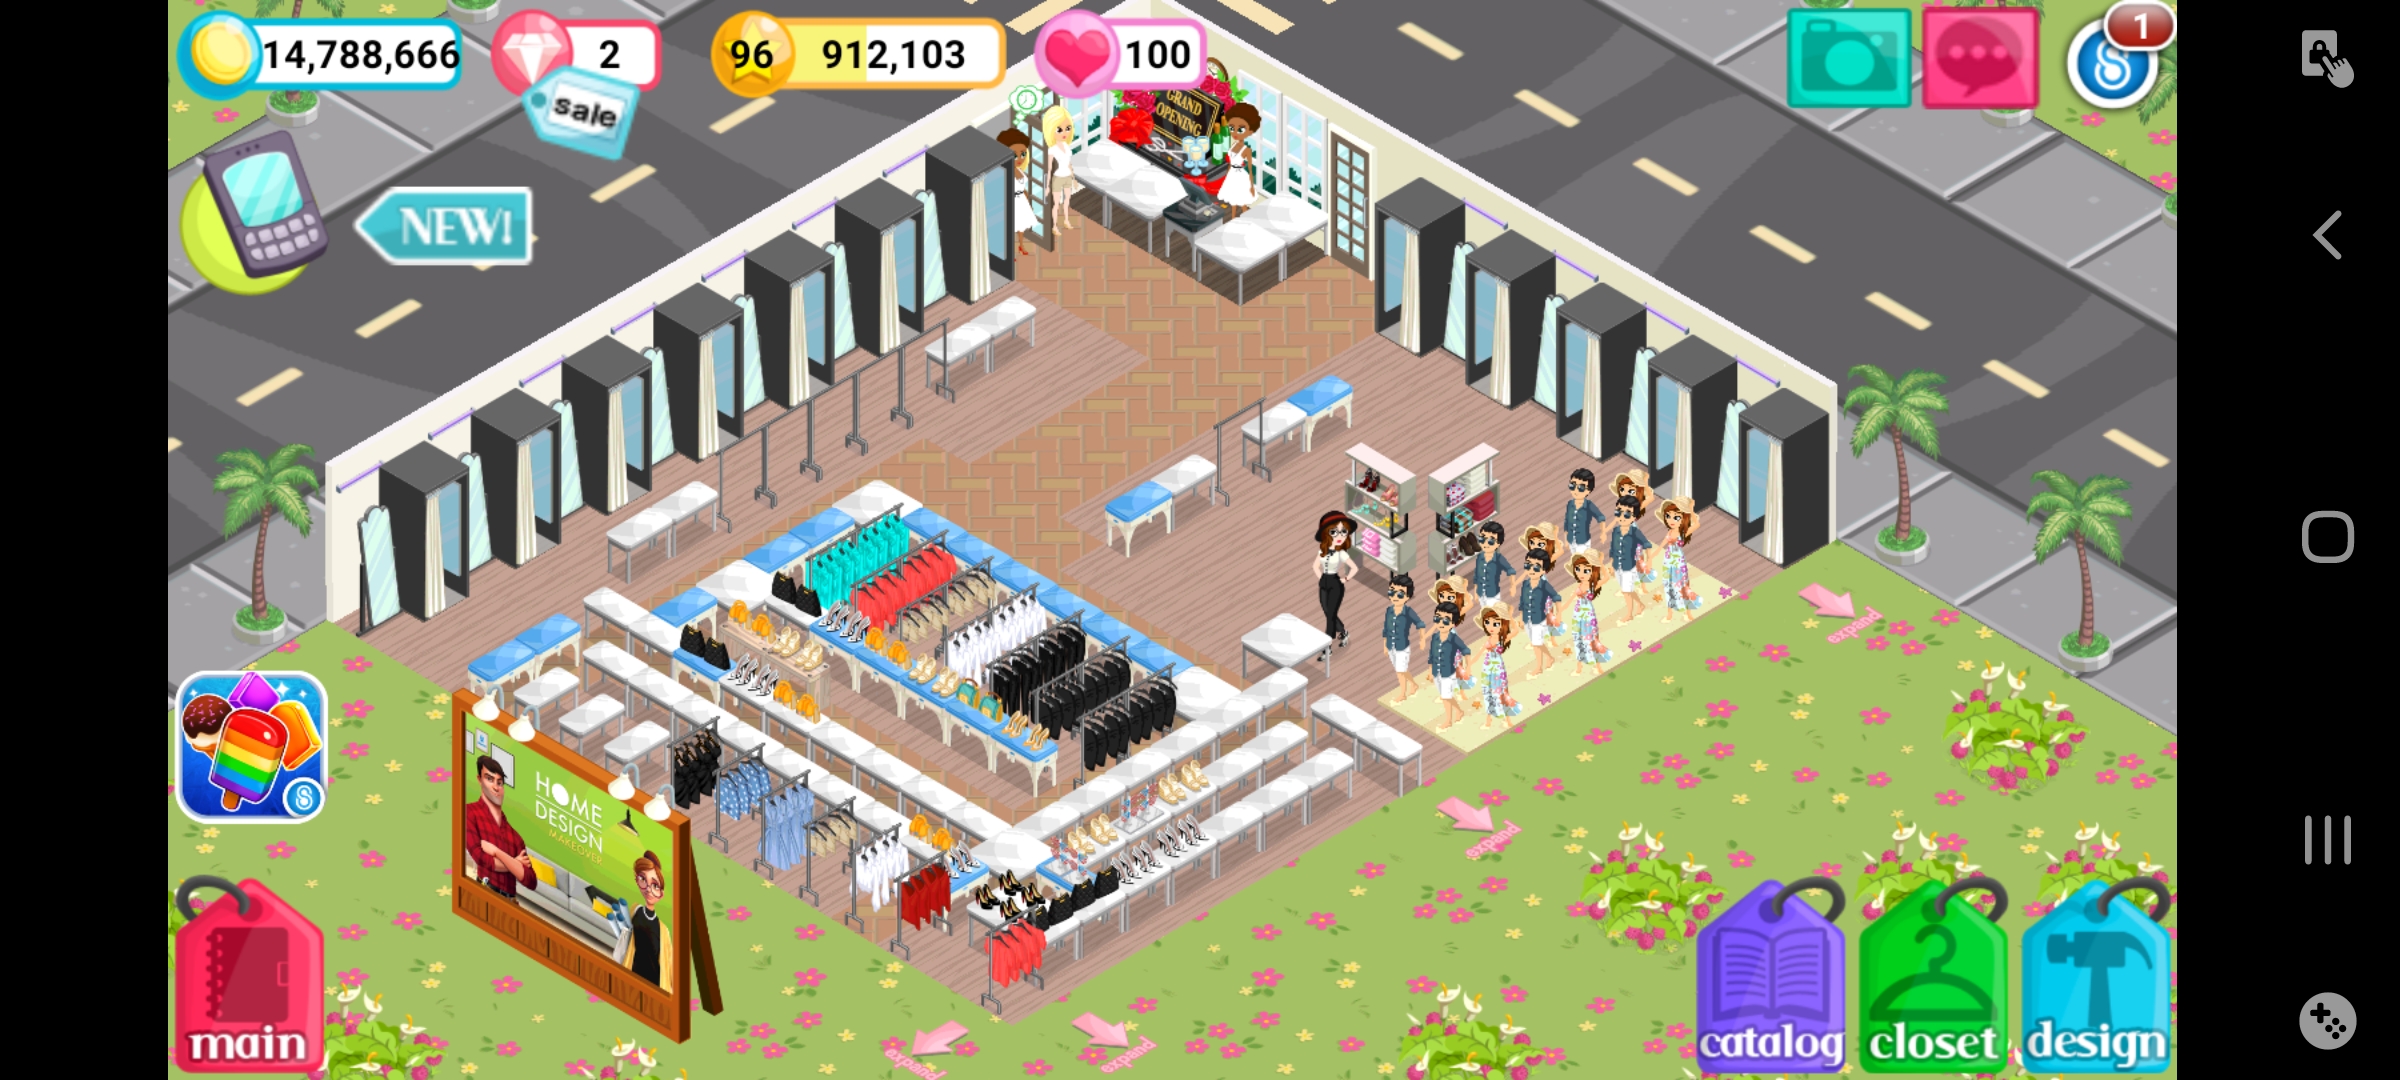 14,788,666
2
96
912,103
100
1
sale
NEW!
GRAND
OPENING
HOME
DESIGN
MAKEOVER
expand
expand
expand
expand
main
catalog
closet
design